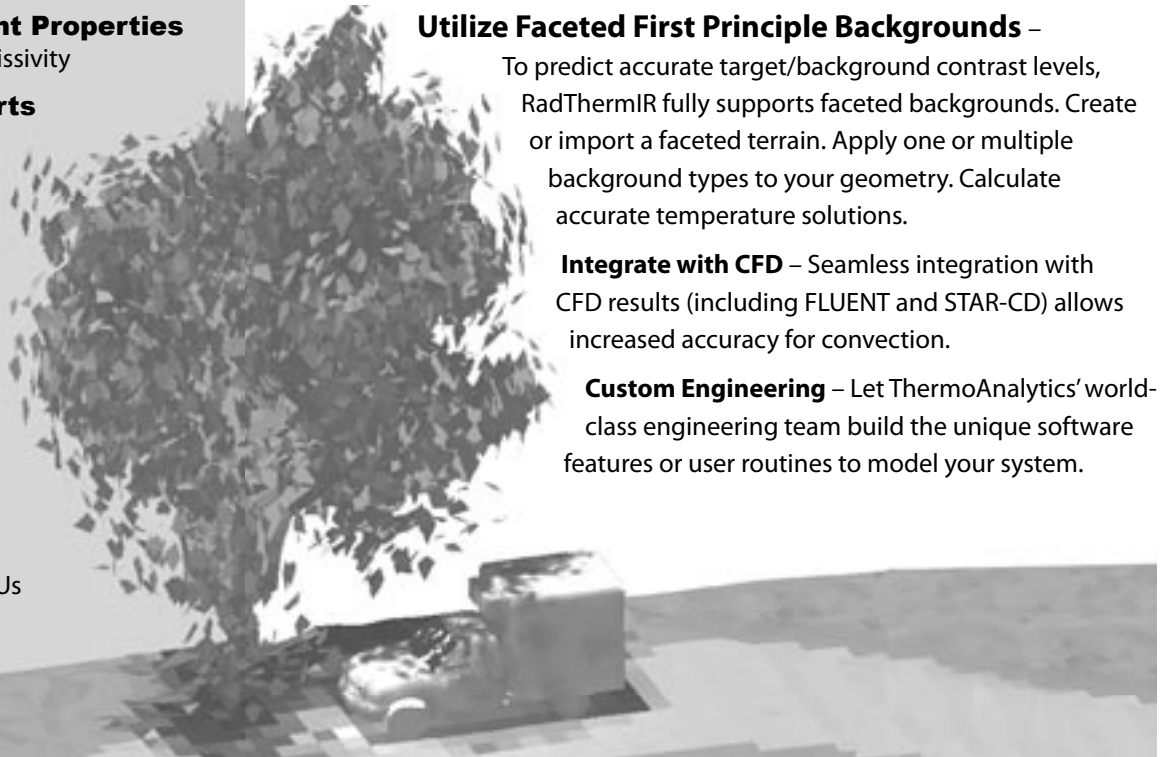 nt Properties
issivity
rts
Us
Utilize Faceted First Principle Backgrounds –
To predict accurate target/background contrast levels,
RadThermIR fully supports faceted backgrounds. Create
or import a faceted terrain. Apply one or multiple
background types to your geometry. Calculate
accurate temperature solutions.
Integrate with CFD – Seamless integration with
CFD results (including FLUENT and STAR-CD) allows
increased accuracy for convection.
Custom Engineering – Let ThermoAnalytics' world-
class engineering team build the unique software
features or user routines to model your system.